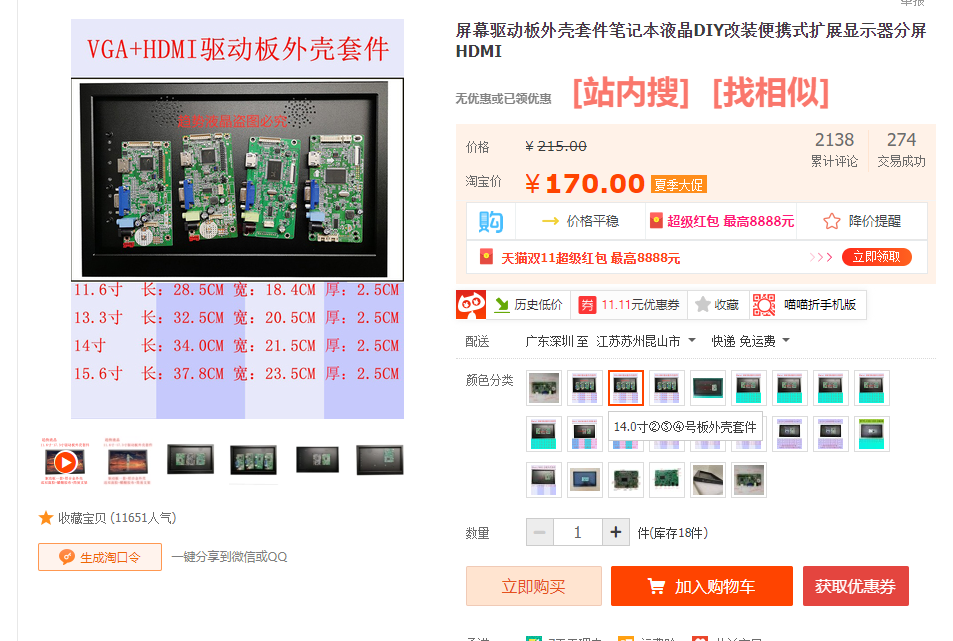 举报
VGA+HDMI驱动板外壳套件
11.6寸 长：28.5CM 宽：18.4CM 厚：2.5CM
13.3寸 长：32.5CM 宽：20.5CM 厚：2.5CM
14寸 长：34.0CM 宽：21.5CM 厚：2.5CM
15.6寸 长：37.8CM 宽：23.5CM 厚：2.5CM
收藏宝贝 (11651人气)
生成淘口令 一键分享到微信或QQ
屏幕驱动板外壳套件笔记本液晶DIY改装便携式扩展显示器分屏
HDMI
无优惠或已领优惠 [站内搜] [找相似]
价格 ¥ 215.00
2138 274
累计评论 交易成功
淘宝价 ¥ 170.00 夏季大促
购 价格平稳 超级红包 最高8888元 降价提醒
天猫双11超级红包 最高8888元 >>> 立即领取
历史低价 券 11.11元优惠券 收藏 喵喵折手机版
配送 广东深圳 至 江苏苏州昆山市 快递 免运费
颜色分类
14.0寸②③④号板外壳套件
数量 － 1 + 件(库存18件)
立即购买 加入购物车 获取优惠券